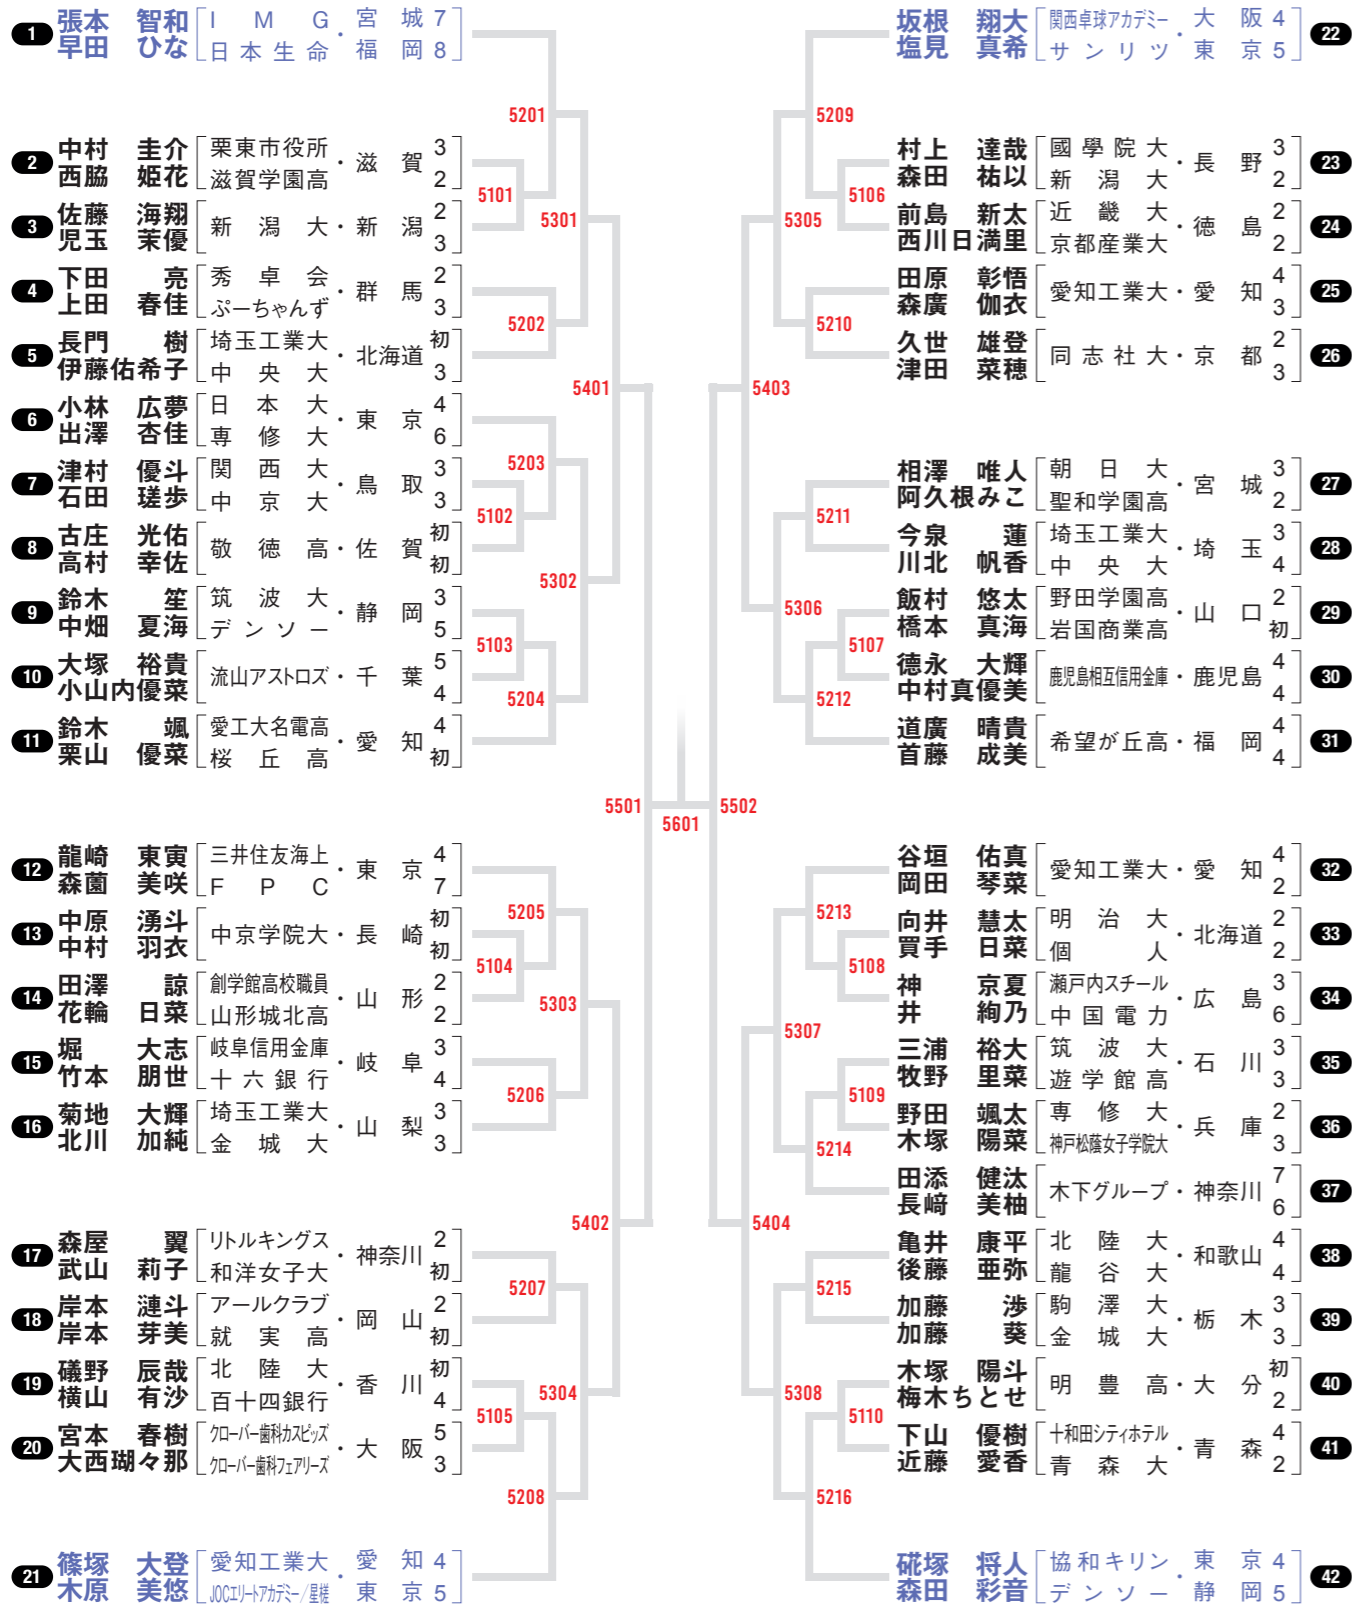 1 張本 智和 早田 ひな [IMG 日本生命 ・ 宮城 福岡 7 8]
2 中村 圭介 西脇 姫花 [栗東市役所 滋賀学園高 ・ 滋賀 3 2]
3 佐藤 海翔 児玉 茉優 [新潟大 ・ 新潟 2 3]
4 下田 亮 上田 春佳 [秀卓会 ぷーちゃんず ・ 群馬 2 3]
5 長門 樹 伊藤佑希子 [埼玉工業大 中央大 ・ 北海道 初 3]
6 小林 広夢 出澤 杏佳 [日本大 専修大 ・ 東京 4 6]
7 津村 優斗 石田 瑳歩 [関西大 中京大 ・ 鳥取 3 3]
8 古庄 光佑 高村 幸佐 [敬徳高 ・ 佐賀 初 初]
9 鈴木 笙 中畑 夏海 [筑波大 デンソー ・ 静岡 3 5]
10 大塚 裕貴 小山内優菜 [流山アストロズ ・ 千葉 5 4]
11 鈴木 颯 栗山 優菜 [愛工大名電高 桜丘高 ・ 愛知 4 初]
12 龍崎 東寅 森薗 美咲 [三井住友海上 FPC ・ 東京 4 7]
13 中原 湧斗 中村 羽衣 [中京学院大 ・ 長崎 初 初]
14 田澤 諒 花輪 日菜 [創学館高校職員 山形城北高 ・ 山形 2 2]
15 堀 大志 竹本 朋世 [岐阜信用金庫 十六銀行 ・ 岐阜 3 4]
16 菊地 大輝 北川 加純 [埼玉工業大 金城大 ・ 山梨 3 3]
17 森屋 翼 武山 莉子 [リトルキングス 和洋女子大 ・ 神奈川 2 初]
18 岸本 漣斗 岸本 芽美 [アールクラブ 就実高 ・ 岡山 2 初]
19 磯野 辰哉 横山 有沙 [北陸大 百十四銀行 ・ 香川 初 4]
20 宮本 春樹 大西瑚々那 [クローバー歯科カスピッズ クローバー歯科フェアリーズ ・ 大阪 5 3]
21 篠塚 大登 木原 美悠 [愛知工業大 JOCエリートアカデミー/星槎 ・ 愛知 東京 4 5]
5101
5102
5103
5104
5105
5201
5202
5203
5204
5205
5206
5207
5208
5301
5302
5303
5304
5401
5402
5501
5601
5502
5403
5404
5305
5306
5307
5308
5209
5210
5211
5212
5213
5214
5215
5216
5106
5107
5108
5109
5110
坂根 翔大 塩見 真希 [関西卓球アカデミー サンリツ ・ 大阪 東京 4 5] 22
村上 達哉 森田 祐以 [國學院大 新潟大 ・ 長野 3 2] 23
前島 新太 西川日満里 [近畿大 京都産業大 ・ 徳島 2 2] 24
田原 彰悟 森廣 伽衣 [愛知工業大 ・ 愛知 4 3] 25
久世 雄登 津田 菜穂 [同志社大 ・ 京都 2 3] 26
相澤 唯人 阿久根みこ [朝日大 聖和学園高 ・ 宮城 3 2] 27
今泉 蓮 川北 帆香 [埼玉工業大 中央大 ・ 埼玉 3 4] 28
飯村 悠太 橋本 真海 [野田学園高 岩国商業高 ・ 山口 2 初] 29
德永 大輝 中村真優美 [鹿児島相互信用金庫 ・ 鹿児島 4 4] 30
道廣 晴貴 首藤 成美 [希望が丘高 ・ 福岡 4 4] 31
谷垣 佑真 岡田 琴菜 [愛知工業大 ・ 愛知 4 2] 32
向井 慧太 買手 日菜 [明治大 個人 ・ 北海道 2 2] 33
神 京夏 井 絢乃 [瀬戸内スチール 中国電力 ・ 広島 3 6] 34
三浦 裕大 牧野 里菜 [筑波大 遊学館高 ・ 石川 3 3] 35
野田 颯太 木塚 陽菜 [専修大 神戸松蔭女子学院大 ・ 兵庫 2 3] 36
田添 健汰 長﨑 美柚 [木下グループ ・ 神奈川 7 6] 37
亀井 康平 後藤 亜弥 [北陸大 龍谷大 ・ 和歌山 4 4] 38
加藤 渉 加藤 葵 [駒澤大 金城大 ・ 栃木 3 3] 39
木塚 陽斗 梅木ちとせ [明豊高 ・ 大分 初 2] 40
下山 優樹 近藤 愛香 [十和田シティホテル 青森大 ・ 青森 4 2] 41
硴塚 将人 森田 彩音 [協和キリン デンソー ・ 東京 静岡 4 5] 42